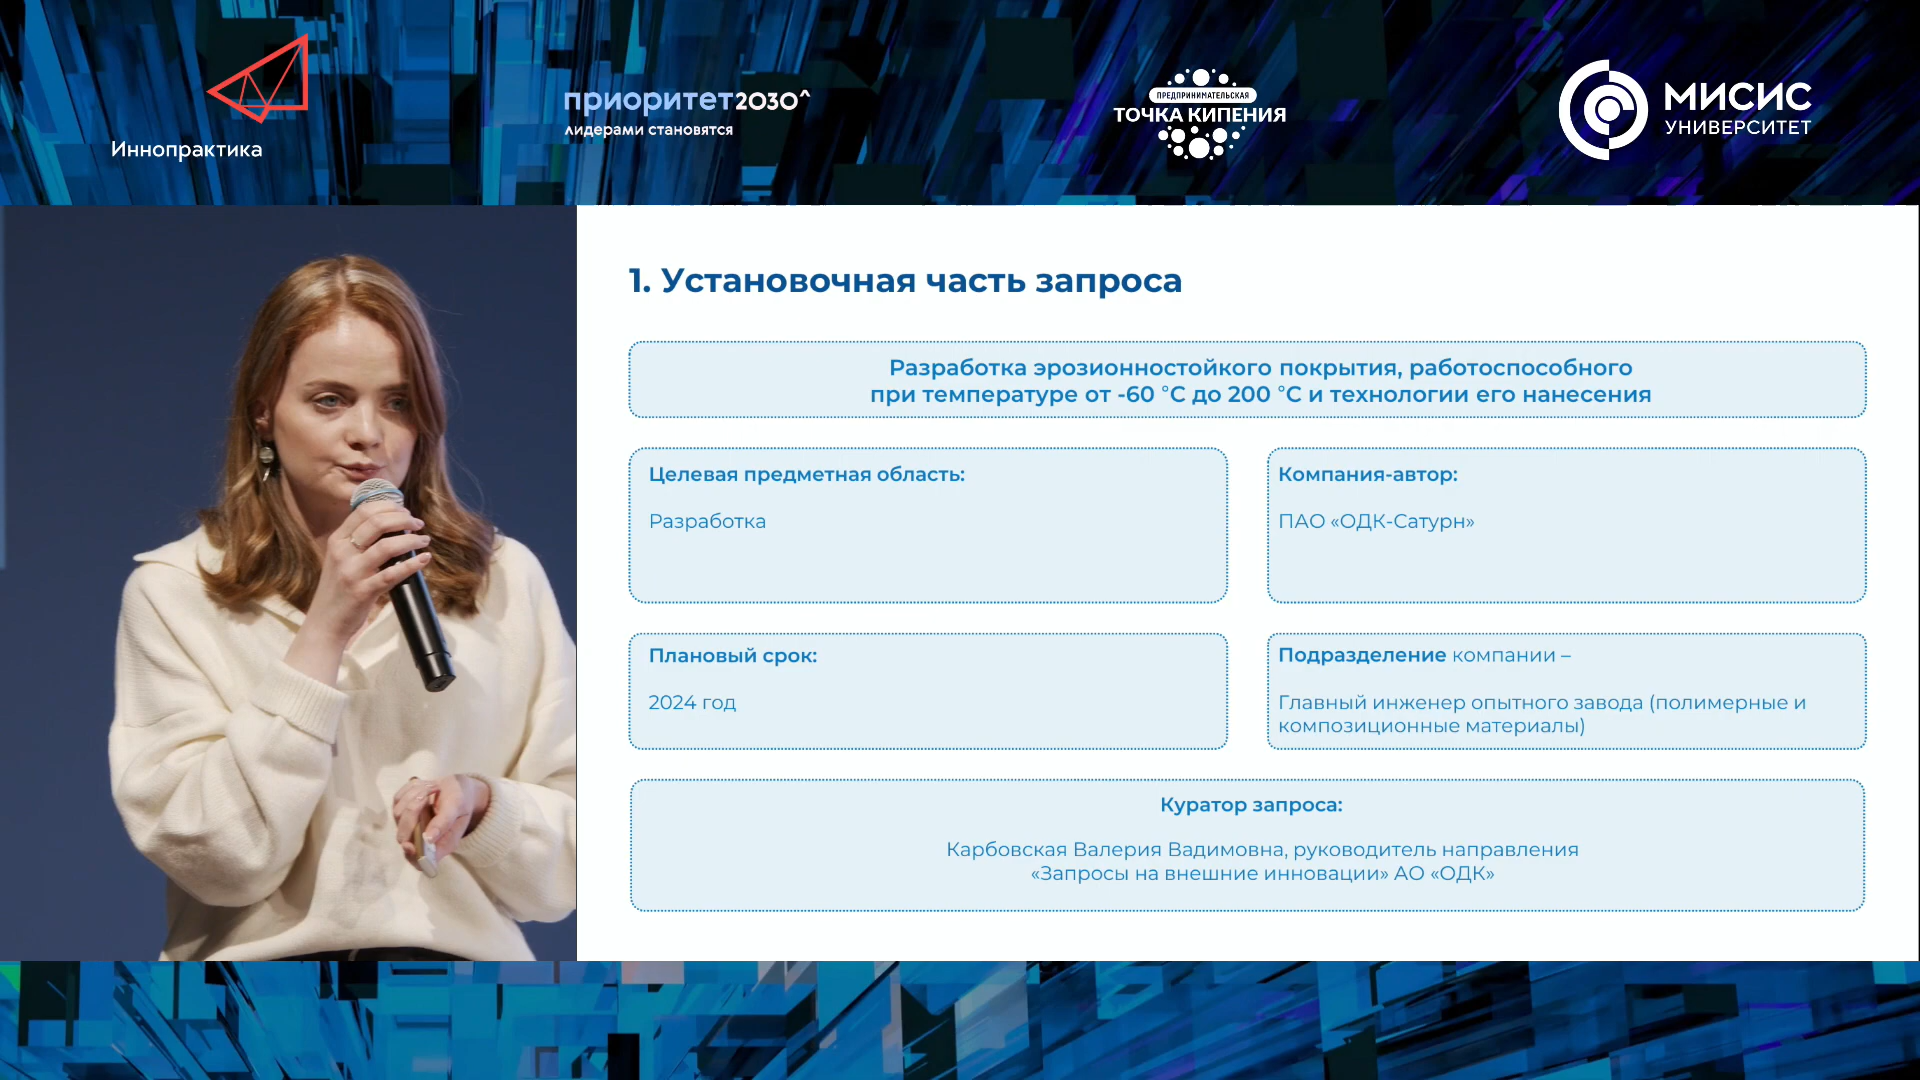 Иннопрактика
приоритет2030^
лидерами становятся
ПРЕДПРИНИМАТЕЛЬСКАЯ
ТОЧКА КИПЕНИЯ
МИСИС
УНИВЕРСИТЕТ
1. Установочная часть запроса
Разработка эрозионностойкого покрытия, работоспособного
при температуре от -60 °С до 200 °С и технологии его нанесения
Целевая предметная область:
Разработка
Компания-автор:
ПАО «ОДК-Сатурн»
Плановый срок:
2024 год
Подразделение компании –
Главный инженер опытного завода (полимерные и
композиционные материалы)
Куратор запроса:
Карбовская Валерия Вадимовна, руководитель направления
«Запросы на внешние инновации» АО «ОДК»